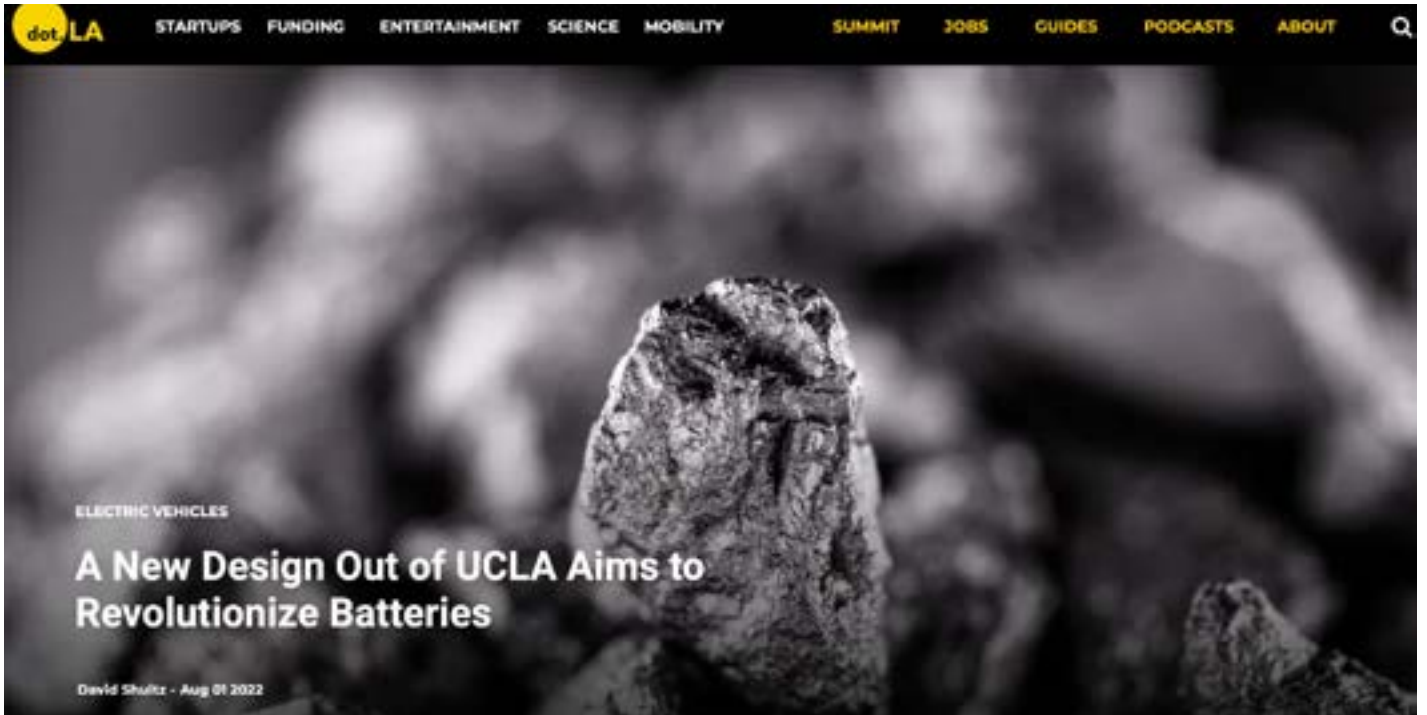 dot.LA
STARTUPS FUNDING ENTERTAINMENT SCIENCE MOBILITY SUMMIT JOBS GUIDES PODCASTS ABOUT
ELECTRIC VEHICLES
A New Design Out of UCLA Aims to
Revolutionize Batteries
David Shultz - Aug 01 2022